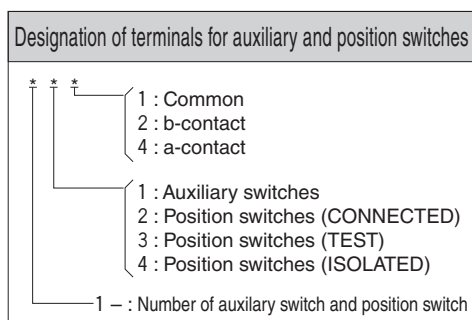 Designation of terminals for auxiliary and position switches
* * *
1 : Common
2 : b-contact
4 : a-contact
1 : Auxiliary switches
2 : Position switches (CONNECTED)
3 : Position switches (TEST)
4 : Position switches (ISOLATED)
1 – : Number of auxilary switch and position switch